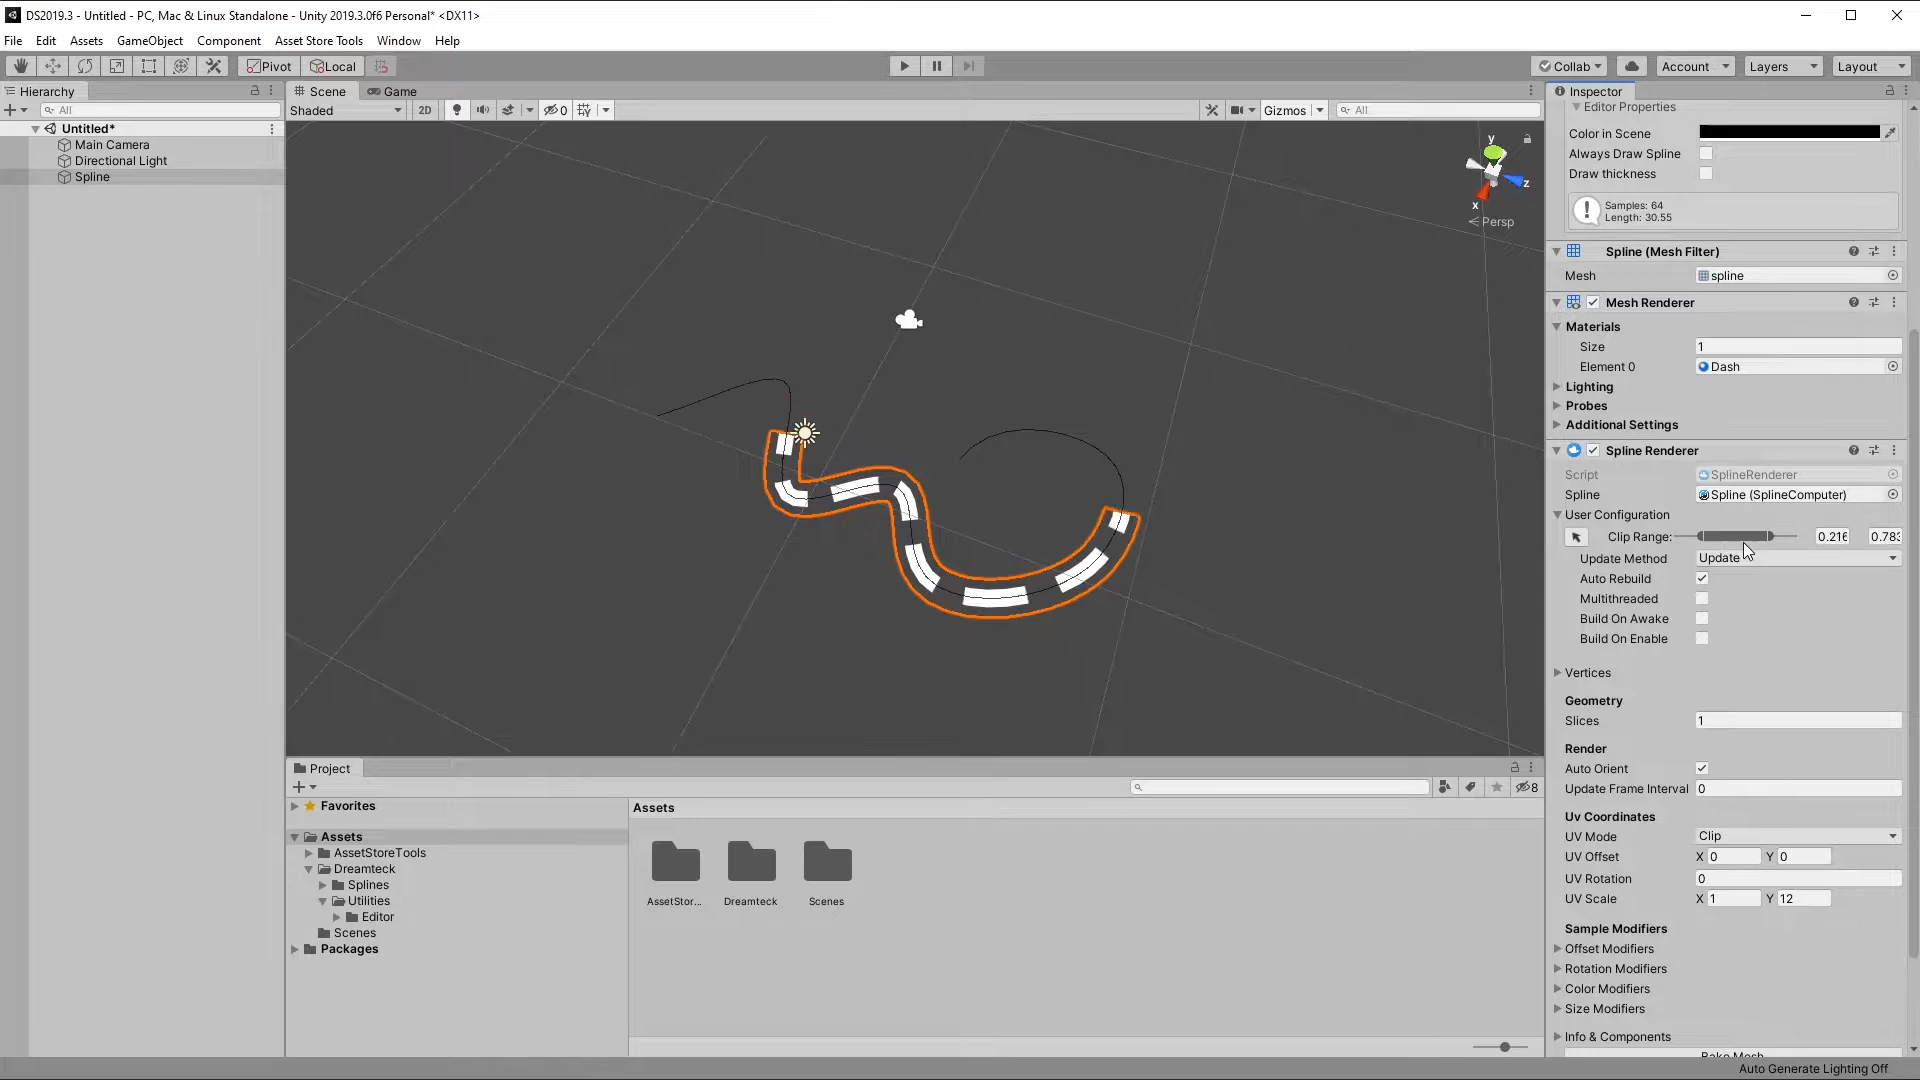 DS2019.3 - Untitled - PC, Mac & Linux Standalone - Unity 2019.3.0f6 Personal* <DX11>
File Edit Assets GameObject Component Asset Store Tools Window Help
Pivot Local Collab Account Layers Layout
Hierarchy
All
Untitled*
Main Camera
Directional Light
Spline
Scene Game
Shaded 2D 0 Gizmos All
y
z
x
Persp
Project
8
Favorites
Assets
AssetStoreTools
Dreamteck
Splines
Utilities
Editor
Scenes
Packages
Assets
AssetStor... Dreamteck Scenes
Inspector
Editor Properties
Color in Scene
Always Draw Spline
Draw thickness
Samples: 64
Length: 30.55
Spline (Mesh Filter)
Mesh spline
Mesh Renderer
Materials
Size 1
Element 0 Dash
Lighting
Probes
Additional Settings
Spline Renderer
Script SplineRenderer
Spline Spline (SplineComputer)
User Configuration
Clip Range: 0.216 0.783
Update Method Update
Auto Rebuild
Multithreaded
Build On Awake
Build On Enable
Vertices
Geometry
Slices 1
Render
Auto Orient
Update Frame Interval 0
Uv Coordinates
UV Mode Clip
UV Offset X 0 Y 0
UV Rotation 0
UV Scale X 1 Y 12
Sample Modifiers
Offset Modifiers
Rotation Modifiers
Color Modifiers
Size Modifiers
Info & Components
Bake Mesh
Auto Generate Lighting Off